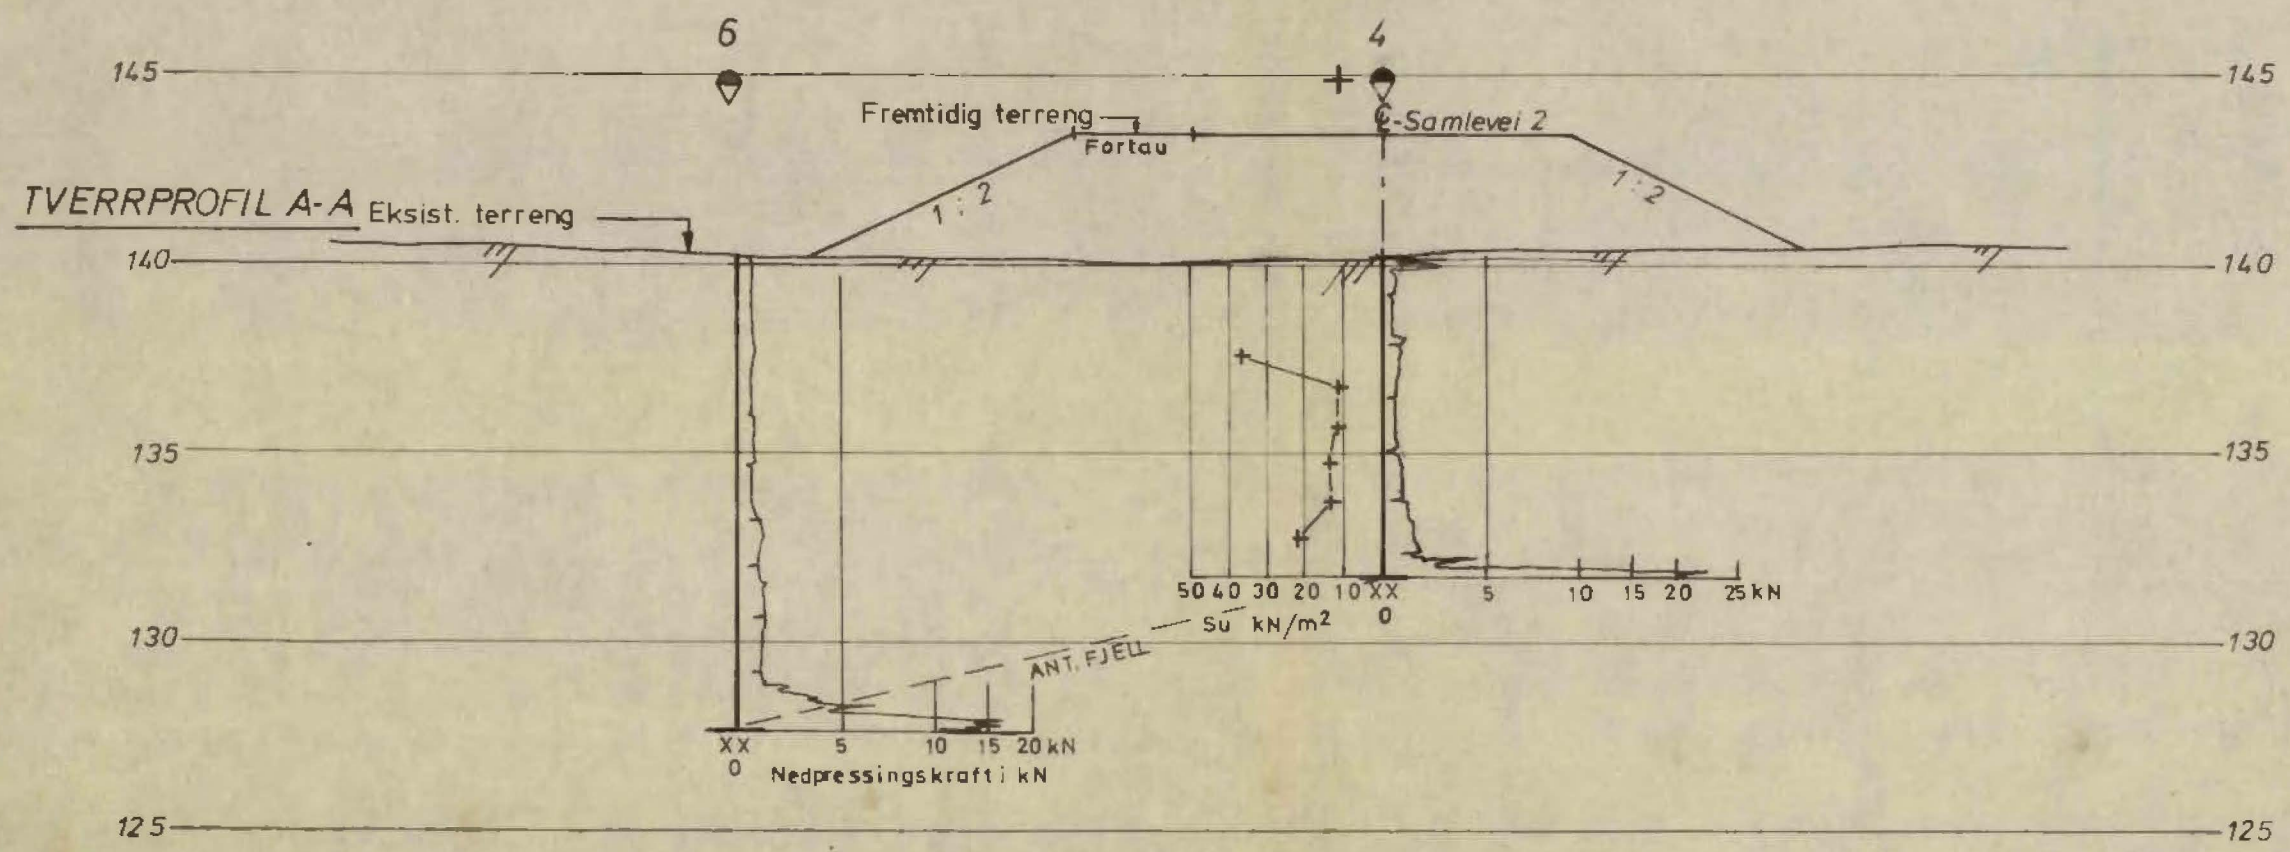 6 4
145 145
Fremtidig terreng
℄-Samlevei 2
Fortau
TVERRPROFIL A-A
Eksist. terreng
1:2 1:2
140 140
135 135
50 40 30 20 10 XX 5 10 15 20 25 kN
0
Su kN/m²
130 130
ANT. FJELL
XX 5 10 15 20 kN
0
Nedpressingskraft i kN
125 125